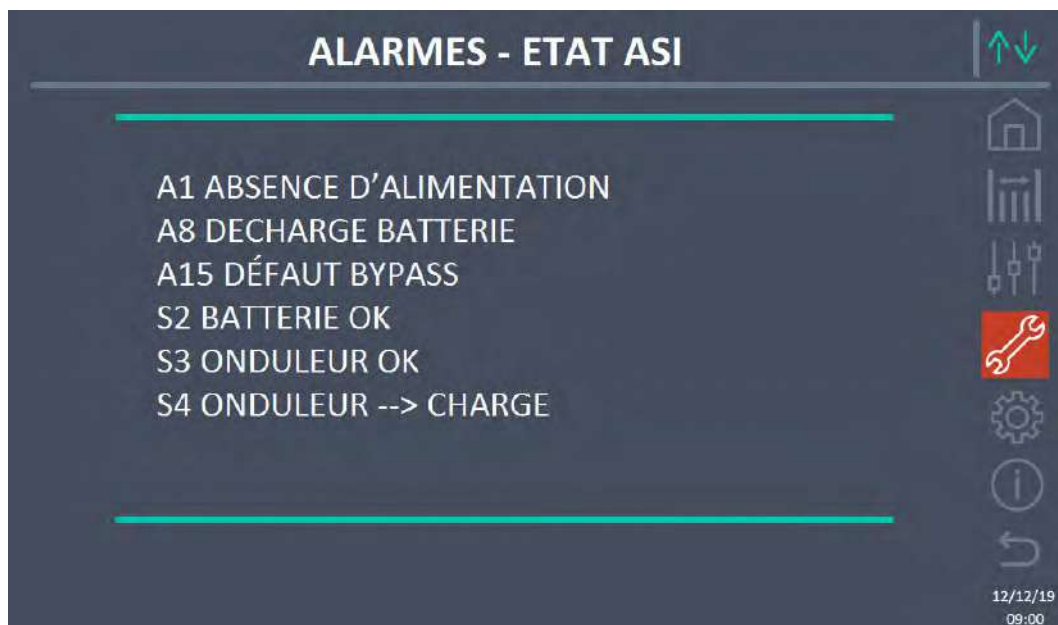 ALARMES - ETAT ASI
A1 ABSENCE D’ALIMENTATION
A8 DECHARGE BATTERIE
A15 DÉFAUT BYPASS
S2 BATTERIE OK
S3 ONDULEUR OK
S4 ONDULEUR --> CHARGE
12/12/19
09:00